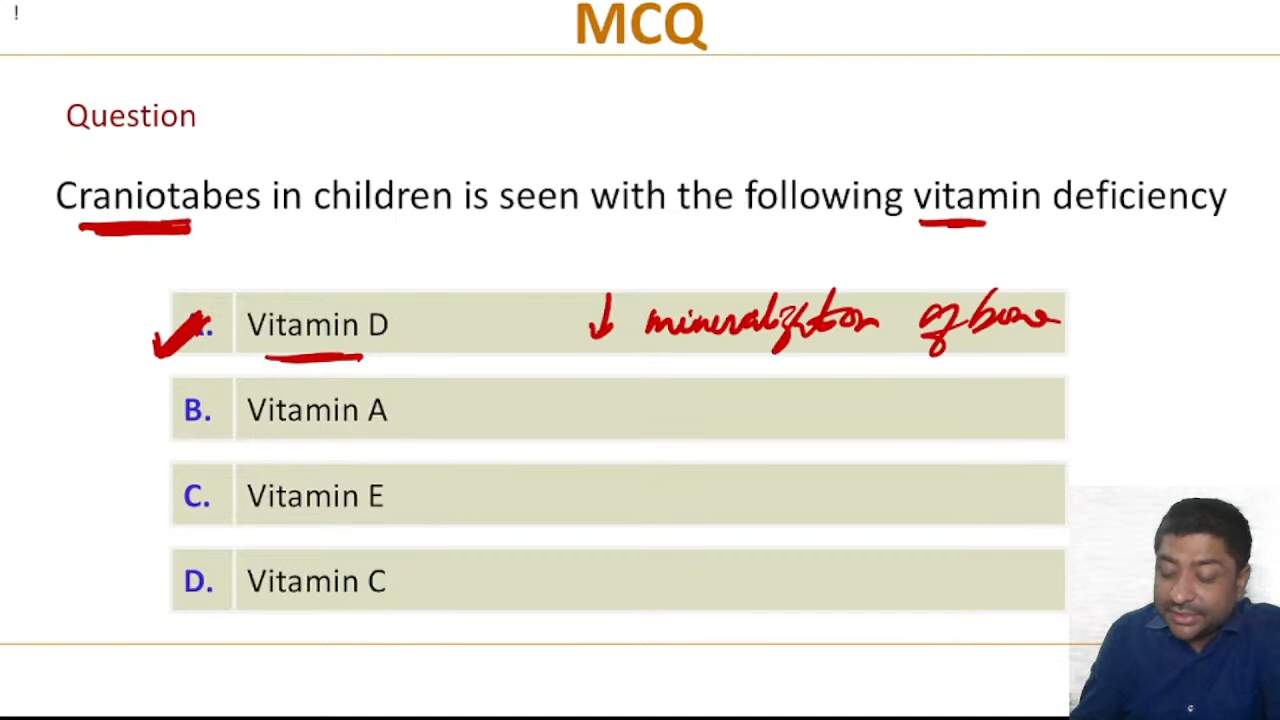 !
MCQ
Question
Craniotabes in children is seen with the following vitamin deficiency
A. Vitamin D ↓ mineralization of bone
B. Vitamin A
C. Vitamin E
D. Vitamin C